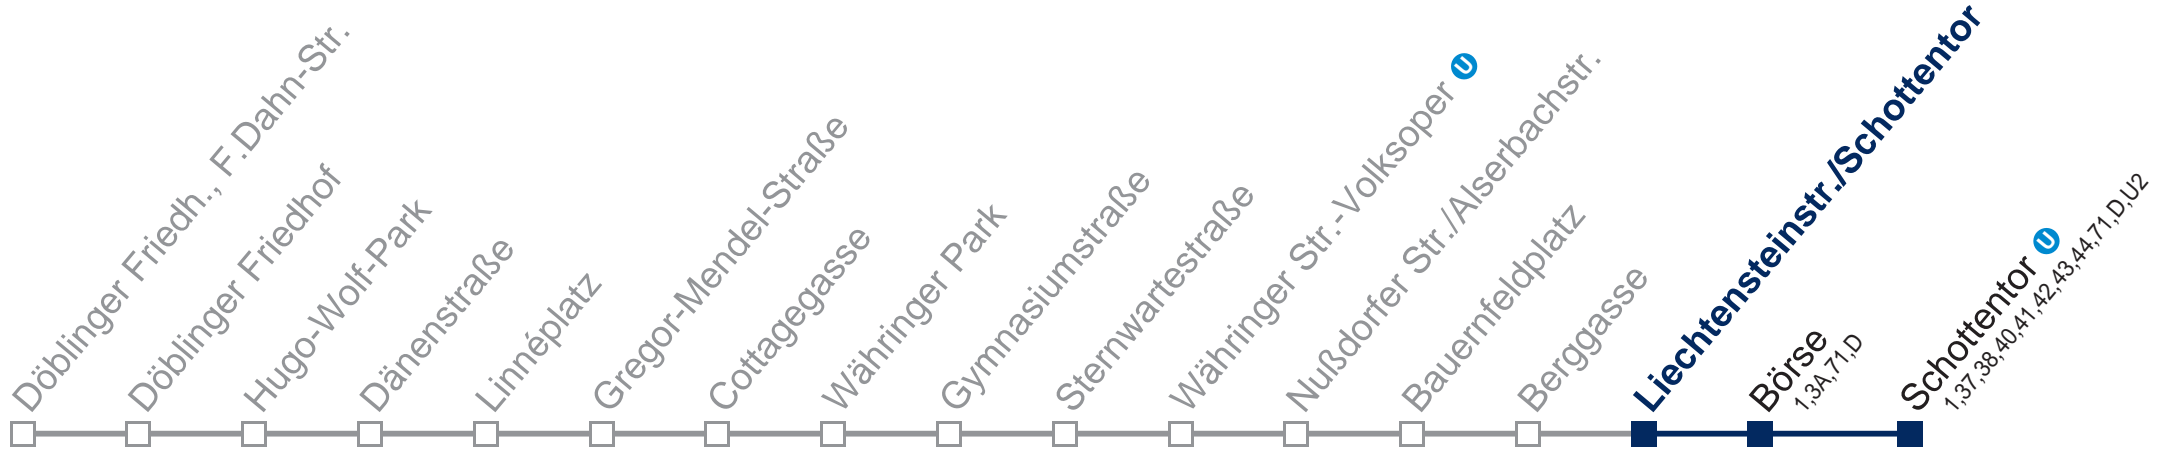 Döblinger Friedh., F.Dahn-Str.
Döblinger Friedhof
Hugo-Wolf-Park
Dänenstraße
Linnéplatz
Gregor-Mendel-Straße
Cottagegasse
Währinger Park
Gymnasiumstraße
Sternwartestraße
Währinger Str.-Volksoper U
Nußdorfer Str./Alserbachstr.
Bauernfeldplatz
Berggasse
Liechtensteinstr./Schottentor
Börse
1,3A,71,D
Schottentor U
1,37,38,40,41,42,43,44,71,D,U2